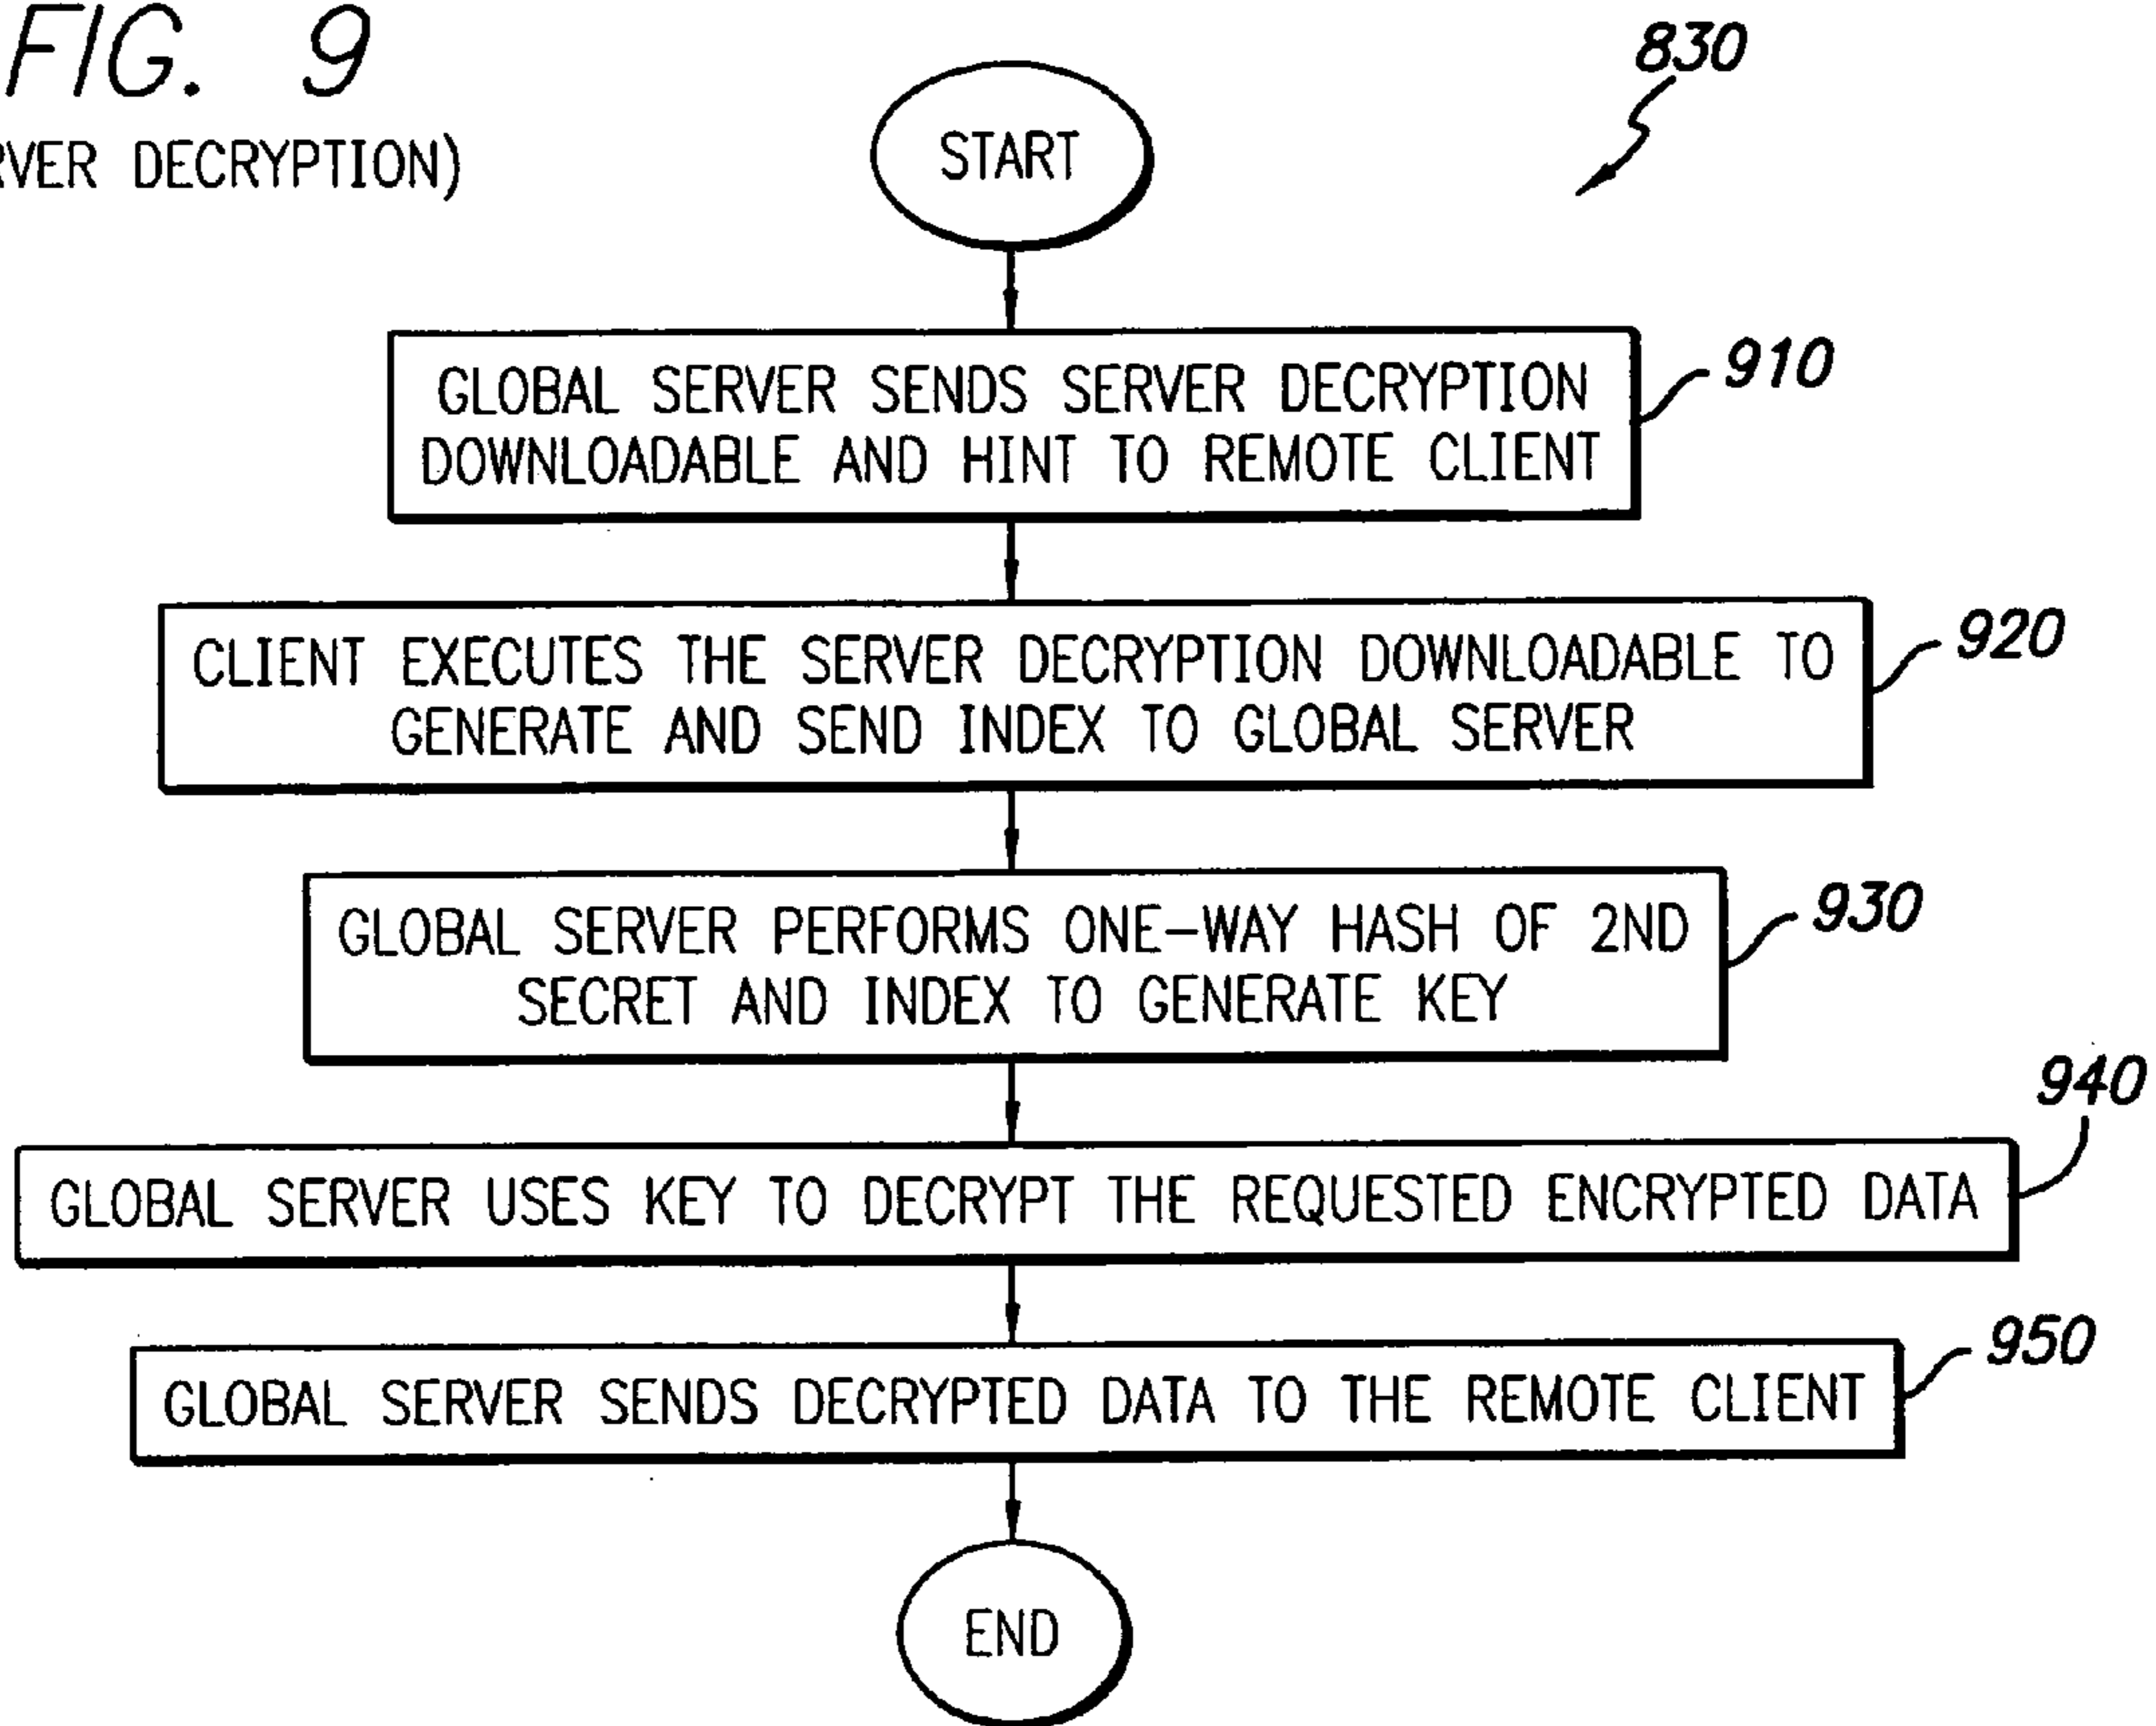 FIG. 9
DECRYPTION)
830
START
GLOBAL SERVER SENDS SERVER DECRYPTION
DOWNLOADABLE AND HINT TO REMOTE CLIENT
910
CLIENT EXECUTES THE SERVER DECRYPTION DOWNLOADABLE TO
GENERATE AND SEND INDEX TO GLOBAL SERVER
920
GLOBAL SERVER PERFORMS ONE-WAY HASH OF 2ND
SECRET AND INDEX TO GENERATE KEY
930
GLOBAL SERVER USES KEY TO DECRYPT THE REQUESTED ENCRYPTED DATA
940
GLOBAL SERVER SENDS DECRYPTED DATA TO THE REMOTE CLIENT
950
END